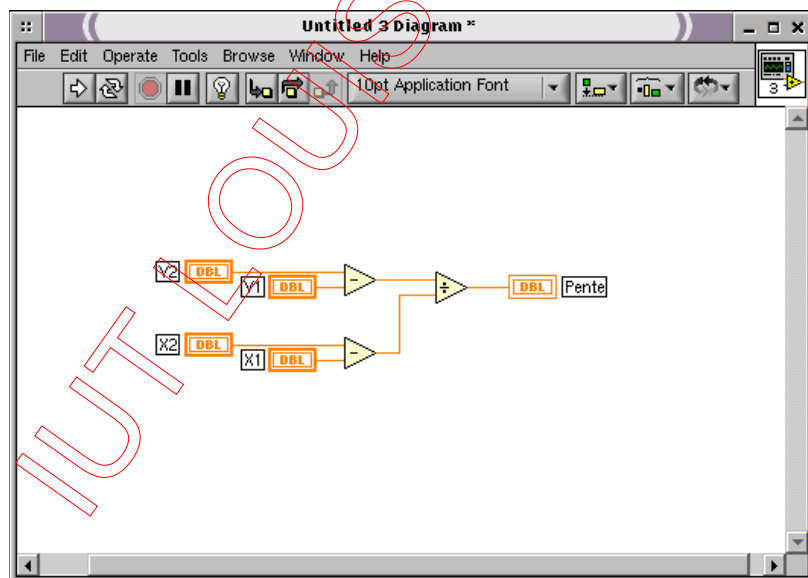 Untitled 3 Diagram *
File Edit Operate Tools Browse Window Help
10pt Application Font
3
Y2 DBL
Y1 DBL
DBL Pente
X2 DBL
X1 DBL
IUT LOUIS